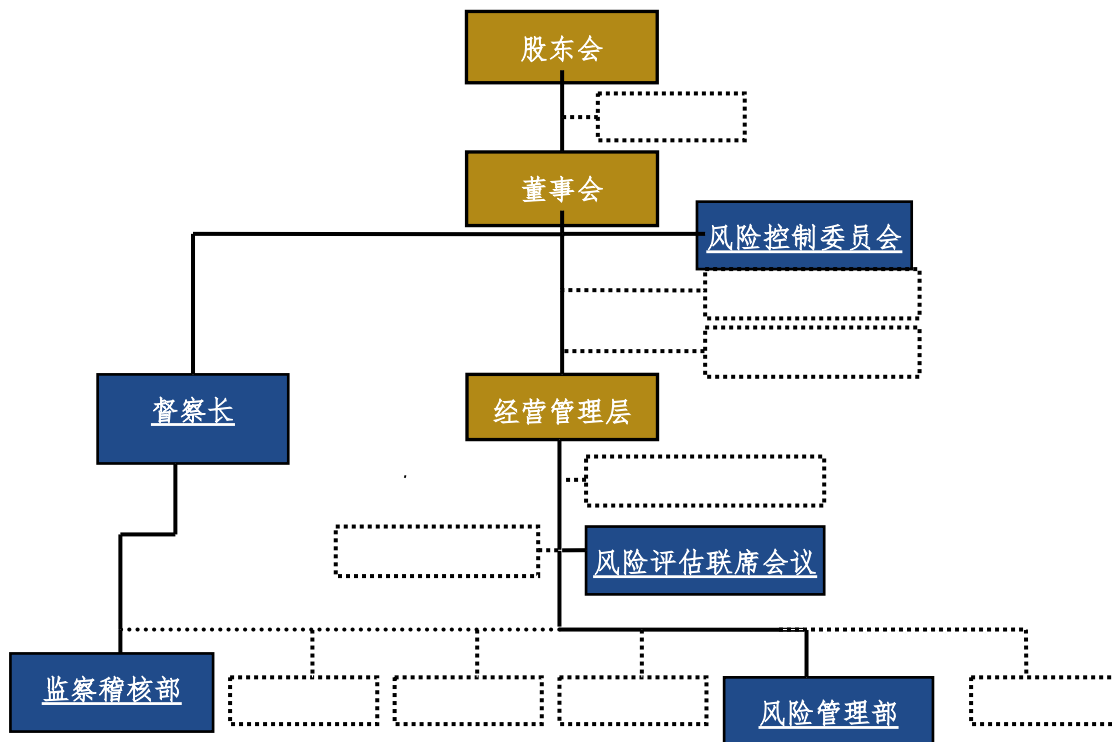 股东会
董事会
风险控制委员会
督察长
经营管理层
风险评估联席会议
监察稽核部
风险管理部